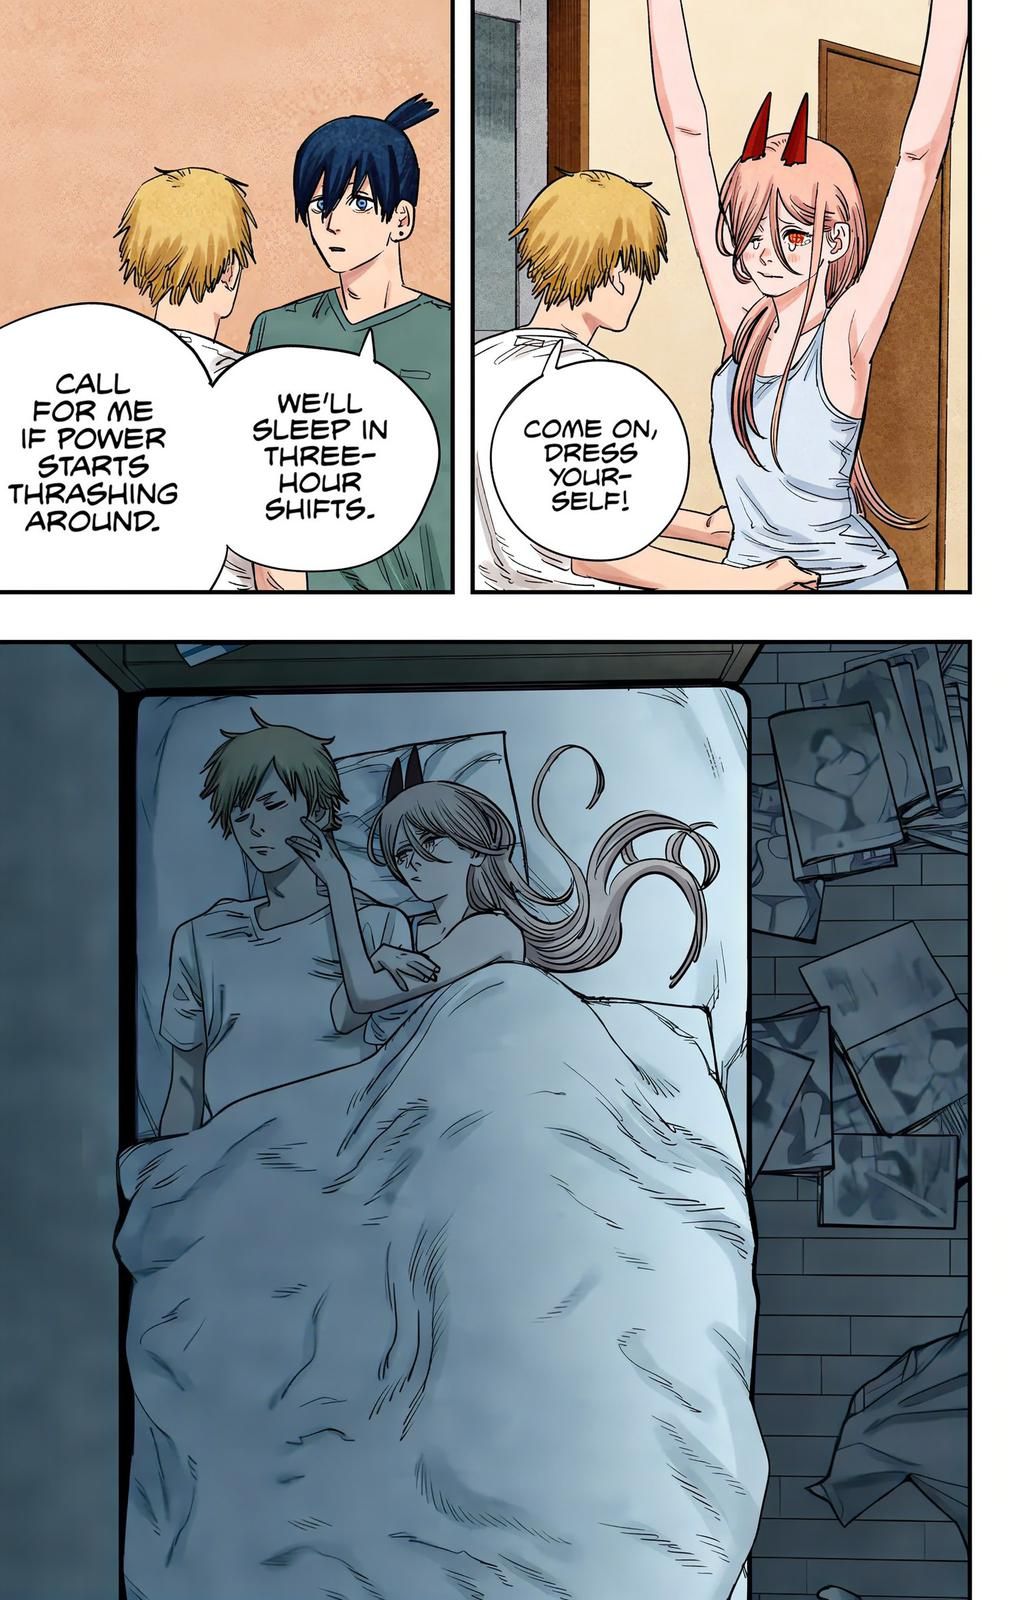 COME ON,
DRESS
YOUR-
SELF!
WE'LL
SLEEP IN
THREE-
HOUR
SHIFTS.
CALL
FOR ME
IF POWER
STARTS
THRASHING
AROUND.